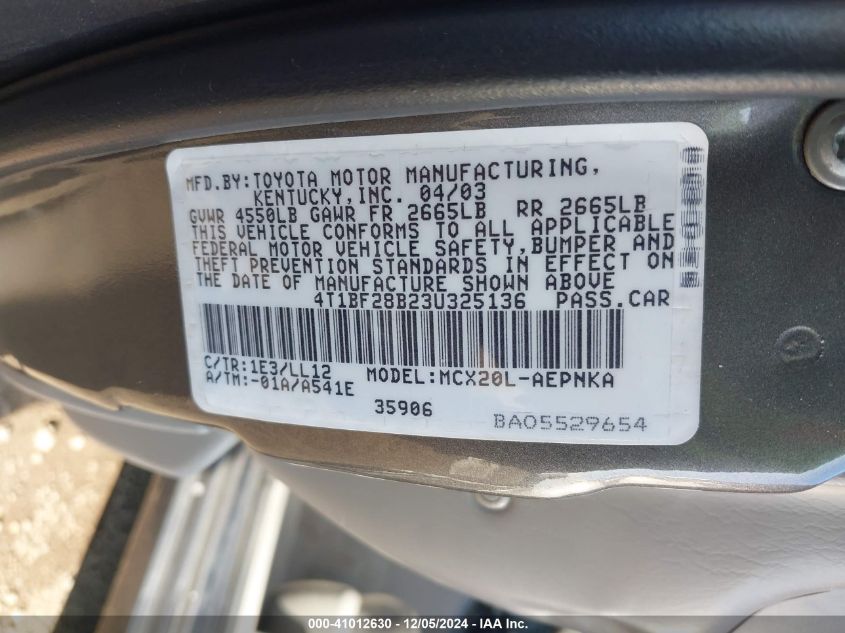 MFD.BY:TOYOTA MOTOR MANUFACTURING,
KENTUCKY,INC. 04/03
GVWR 4550LB GAWR FR 2665LB RR 2665LB
THIS VEHICLE CONFORMS TO ALL APPLICABLE
FEDERAL MOTOR VEHICLE SAFETY,BUMPER AND
THEFT PREVENTION STANDARDS IN EFFECT ON
THE DATE OF MANUFACTURE SHOWN ABOVE
4T1BF28B23U325136 PASS.CAR
C/TR:1E3/LL12
A/TM:-01A/A541E
MODEL:MCX20L-AEPNKA
35906
BA05529654
000-41012630 - 12/05/2024 - IAA Inc.